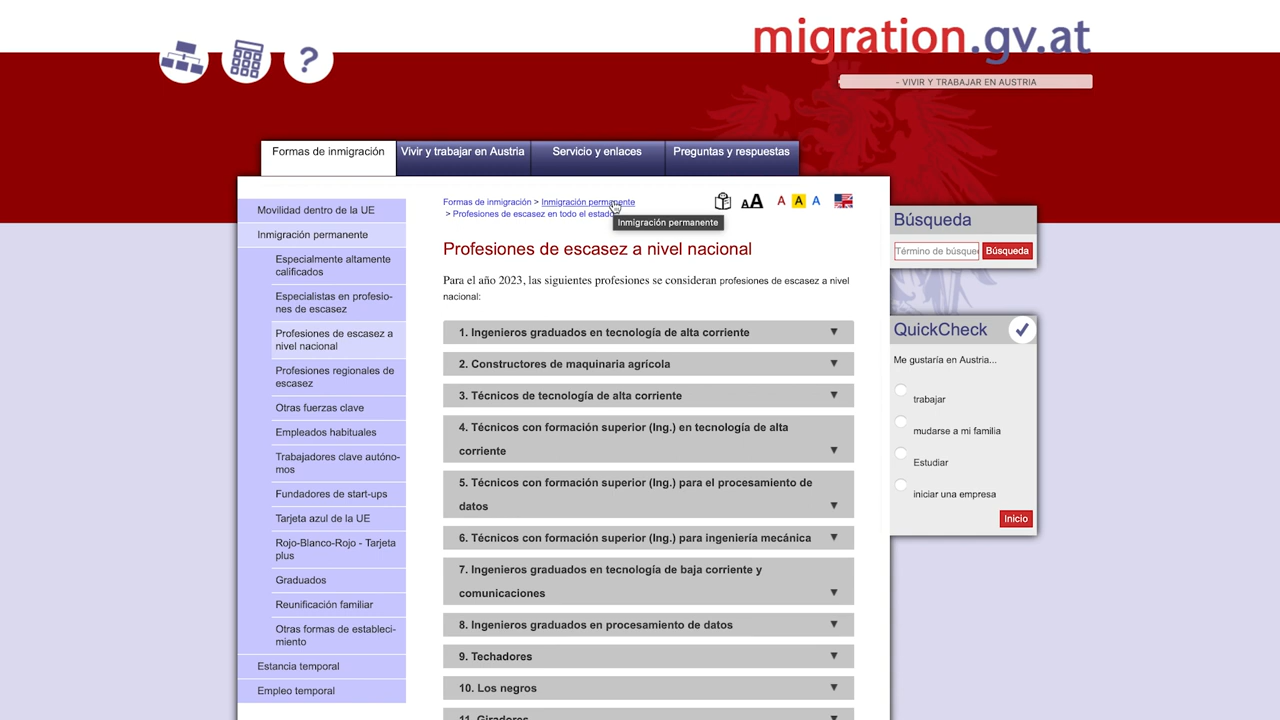 migration.gv.at
- VIVIR Y TRABAJAR EN AUSTRIA
?
Formas de inmigración
Vivir y trabajar en Austria
Servicio y enlaces
Preguntas y respuestas
Movilidad dentro de la UE
Inmigración permanente
Especialmente altamente
calificados
Especialistas en profesio-
nes de escasez
Profesiones de escasez a
nivel nacional
Profesiones regionales de
escasez
Otras fuerzas clave
Empleados habituales
Trabajadores clave autóno-
mos
Fundadores de start-ups
Tarjeta azul de la UE
Rojo-Blanco-Rojo - Tarjeta
plus
Graduados
Reunificación familiar
Otras formas de estableci-
miento
Estancia temporal
Empleo temporal
Formas de inmigración > Inmigración permanente
> Profesiones de escasez en todo el estado
Inmigración permanente
AA A A A
Profesiones de escasez a nivel nacional
Para el año 2023, las siguientes profesiones se consideran profesiones de escasez a nivel
nacional:
1. Ingenieros graduados en tecnología de alta corriente
2. Constructores de maquinaria agrícola
3. Técnicos de tecnología de alta corriente
4. Técnicos con formación superior (Ing.) en tecnología de alta
corriente
5. Técnicos con formación superior (Ing.) para el procesamiento de
datos
6. Técnicos con formación superior (Ing.) para ingeniería mecánica
7. Ingenieros graduados en tecnología de baja corriente y
comunicaciones
8. Ingenieros graduados en procesamiento de datos
9. Techadores
10. Los negros
11. Giradores
Búsqueda
Término de búsque
Búsqueda
QuickCheck
Me gustaría en Austria...
trabajar
mudarse a mi familia
Estudiar
iniciar una empresa
Inicio